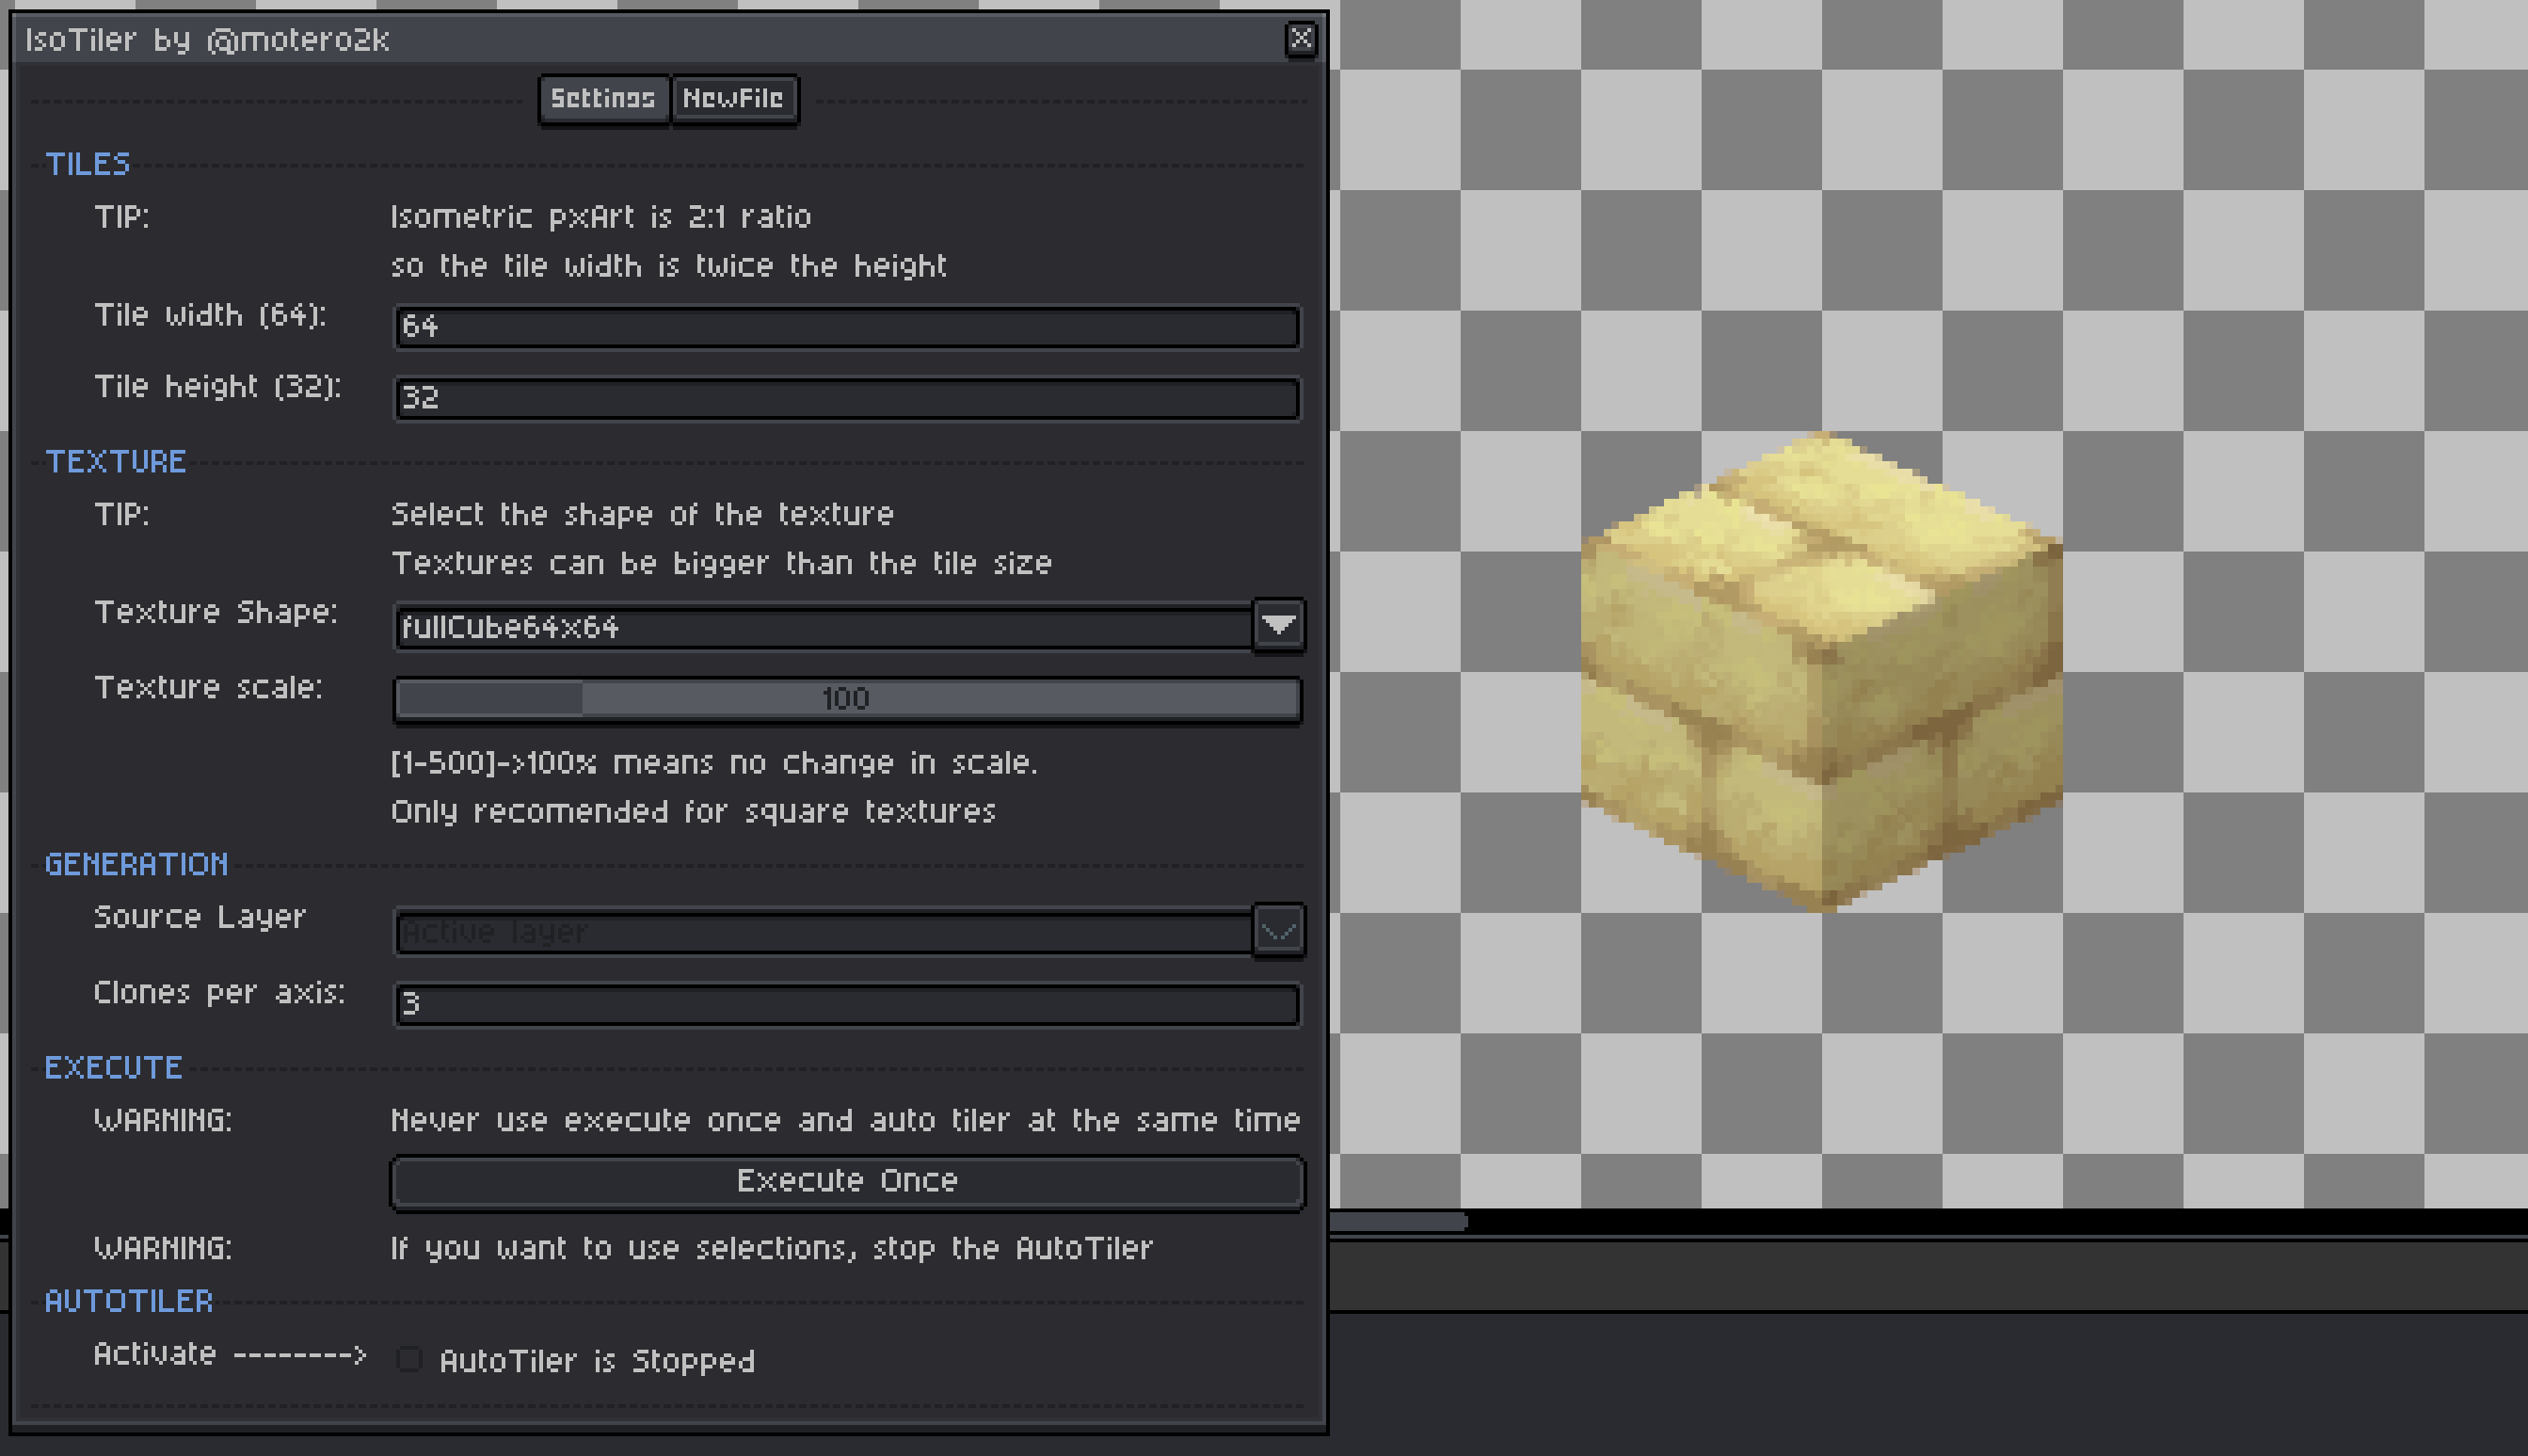 IsoTiler by @motero2k
Settings NewFile
TILES
TIP: Isometric pxArt is 2:1 ratio
so the tile width is twice the height
Tile width (64): 64
Tile height (32): 32
TEXTURE
TIP: Select the shape of the texture
Textures can be bigger than the tile size
Texture Shape: fullCube64x64
Texture scale: 100
[1-500]->100% means no change in scale.
Only recomended for square textures
GENERATION
Source Layer Active layer
Clones per axis: 3
EXECUTE
WARNING: Never use execute once and auto tiler at the same time
Execute Once
WARNING: If you want to use selections, stop the AutoTiler
AUTOTILER
Activate --------> AutoTiler is Stopped